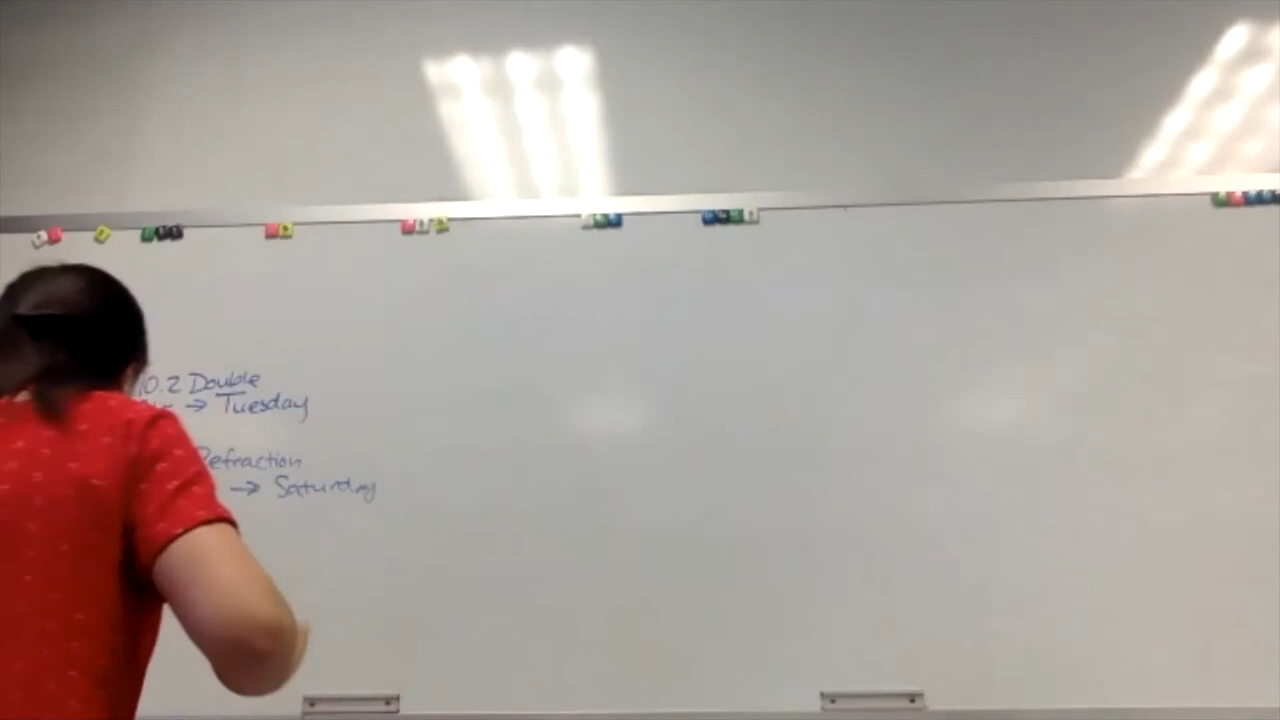 10.2 Double
→ Tuesday
Refraction
→ Saturday